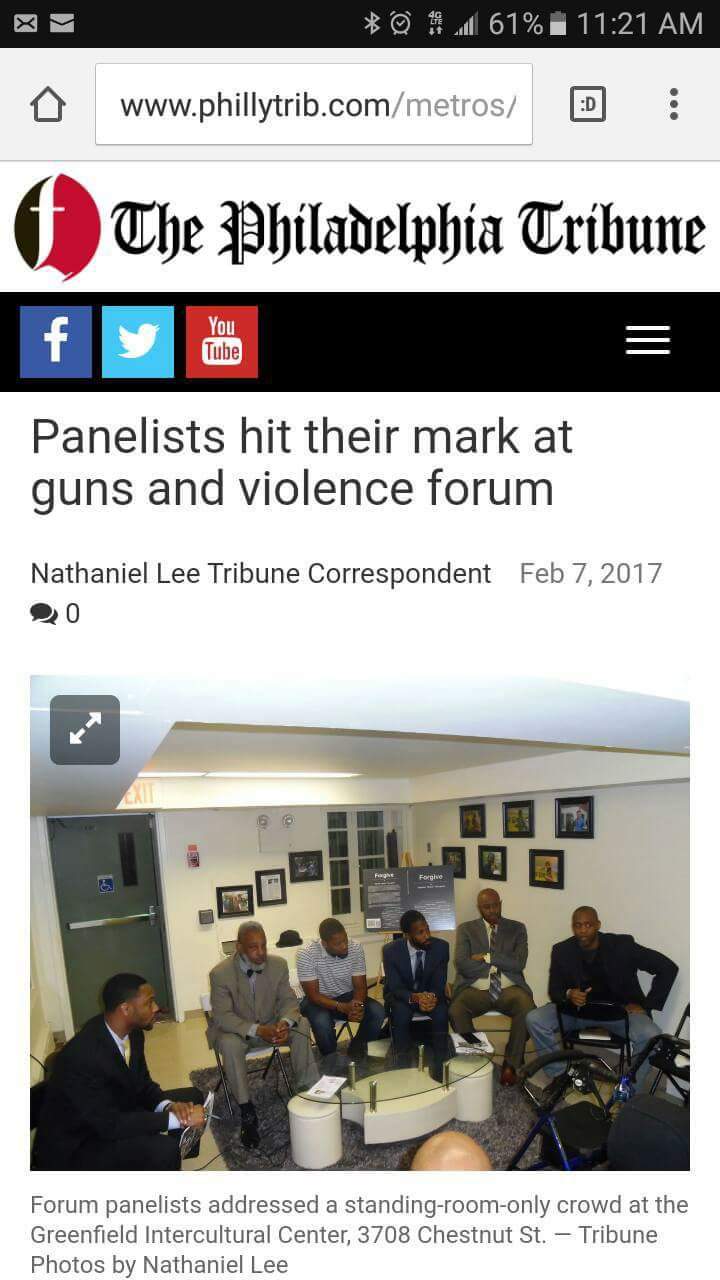 61% 11:21 AM
www.phillytrib.com/metros/
:D
The Philadelphia Tribune
f
You
Tube
Panelists hit their mark at
guns and violence forum
Nathaniel Lee Tribune Correspondent Feb 7, 2017
0
EXIT
Forgive Forgive
Forum panelists addressed a standing-room-only crowd at the
Greenfield Intercultural Center, 3708 Chestnut St. — Tribune
Photos by Nathaniel Lee